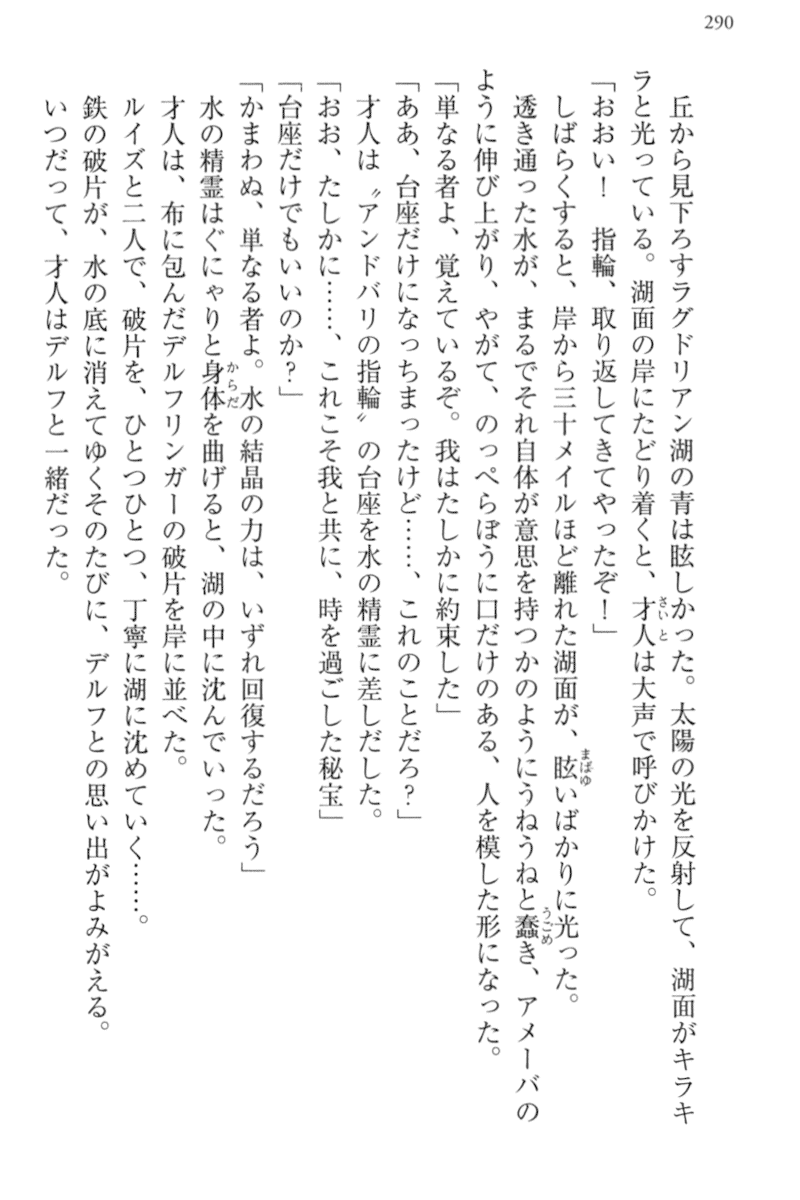 290
丘から見下ろすラグドリアン湖の青は眩しかった。太陽の光を反射して、湖面がキラキ
ラと光っている。湖面の岸にたどり着くと、才人は大声で呼びかけた。
「おおい！　指輪、取り返してきてやったぞ！」
しばらくすると、岸から三十メイルほど離れた湖面が、眩いばかりに光った。
透き通った水が、まるでそれ自体が意思を持つかのようにうねうねと蠢き、アメーバの
ように伸び上がり、やがて、のっぺらぼうに口だけのある、人を模した形になった。
「単なる者よ、覚えているぞ。我はたしかに約束した」
「ああ、台座だけになっちまったけど……、これのことだろ？」
才人は〝アンドバリの指輪〟の台座を水の精霊に差しだした。
「おお、たしかに……、これこそ我と共に、時を過ごした秘宝」
「台座だけでもいいのか？」
「かまわぬ、単なる者よ。水の結晶の力は、いずれ回復するだろう」
水の精霊はぐにゃりと身体を曲げると、湖の中に沈んでいった。
才人は、布に包んだデルフリンガーの破片を岸に並べた。
ルイズと二人で、破片を、ひとつひとつ、丁寧に湖に沈めていく……。
鉄の破片が、水の底に消えてゆくそのたびに、デルフとの思い出がよみがえる。
いつだって、才人はデルフと一緒だった。